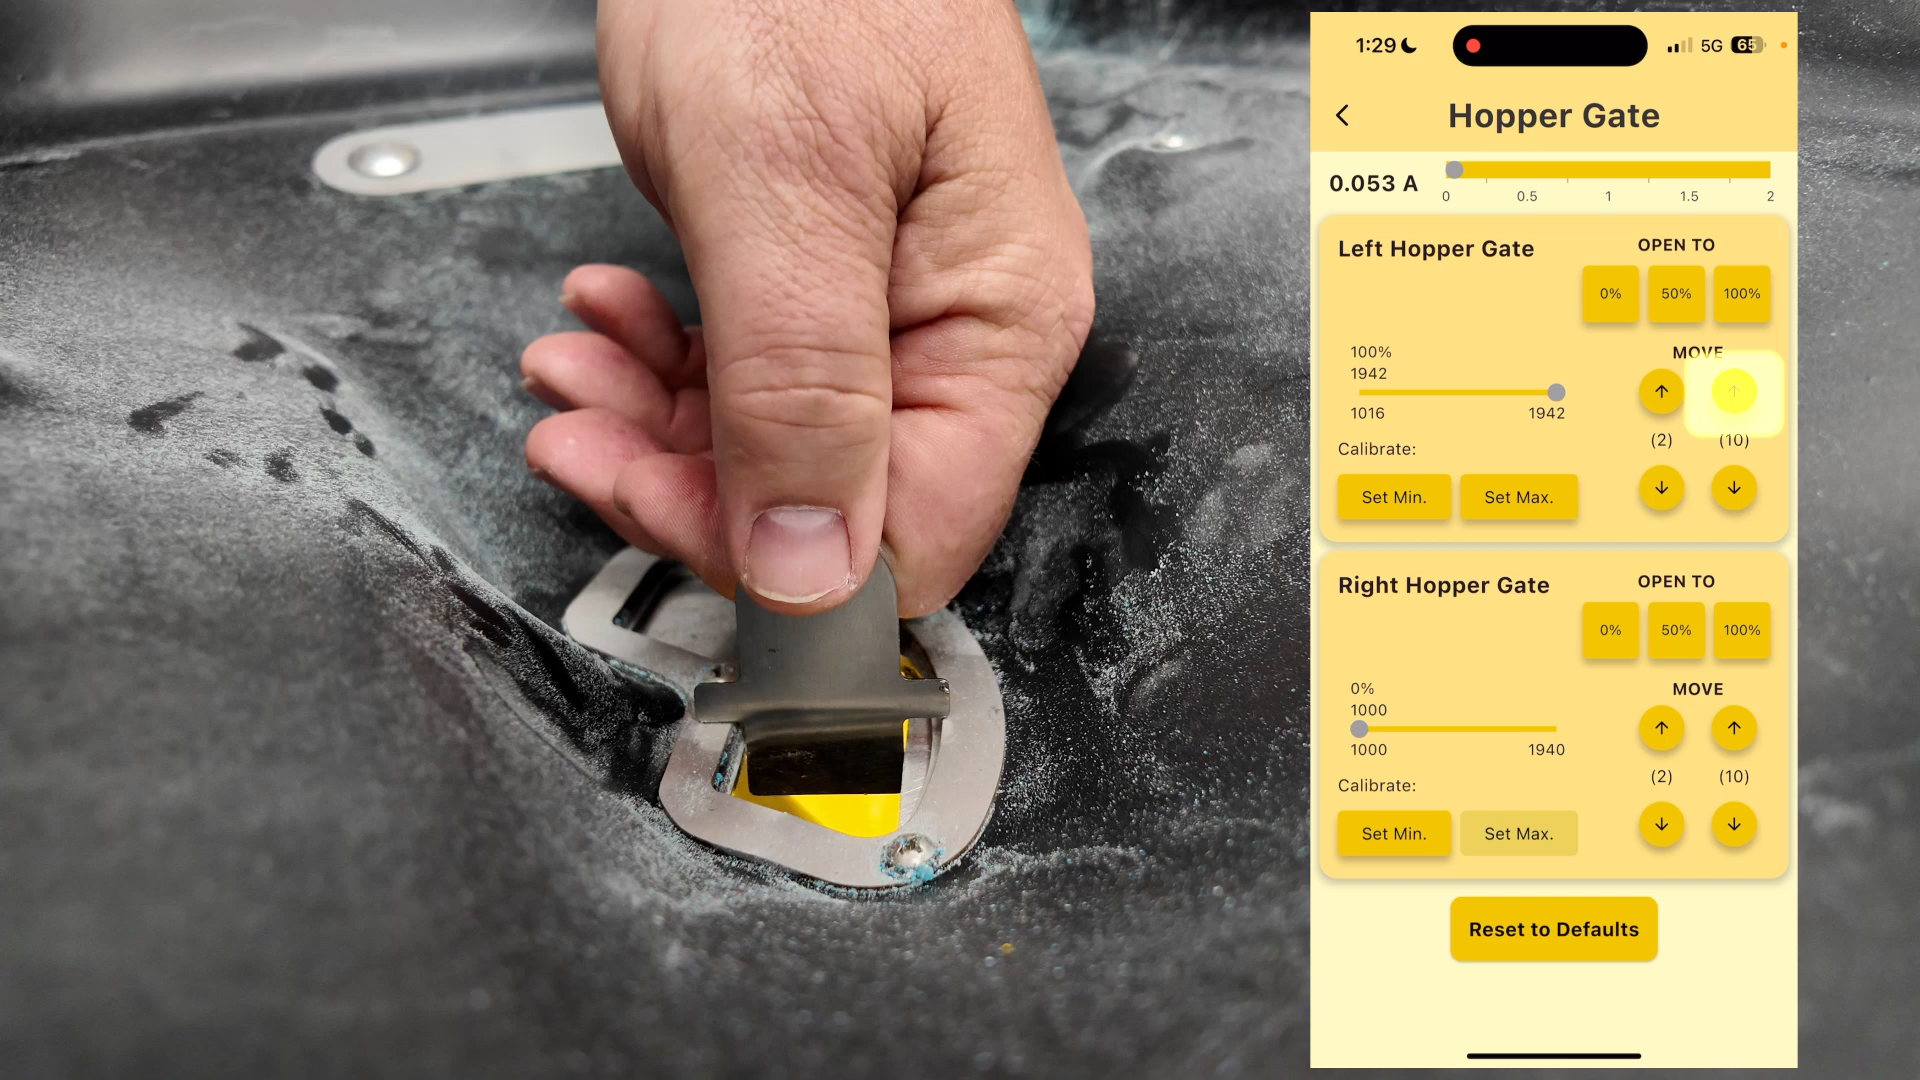 1:29
5G
65
Hopper Gate
0.053 A
0
0.5
1
1.5
2
Left Hopper Gate
OPEN TO
0%
50%
100%
100%
1942
1016
1942
MOVE
(2)
(10)
Calibrate:
Set Min.
Set Max.
Right Hopper Gate
OPEN TO
0%
50%
100%
0%
1000
1000
1940
MOVE
(2)
(10)
Calibrate:
Set Min.
Set Max.
Reset to Defaults